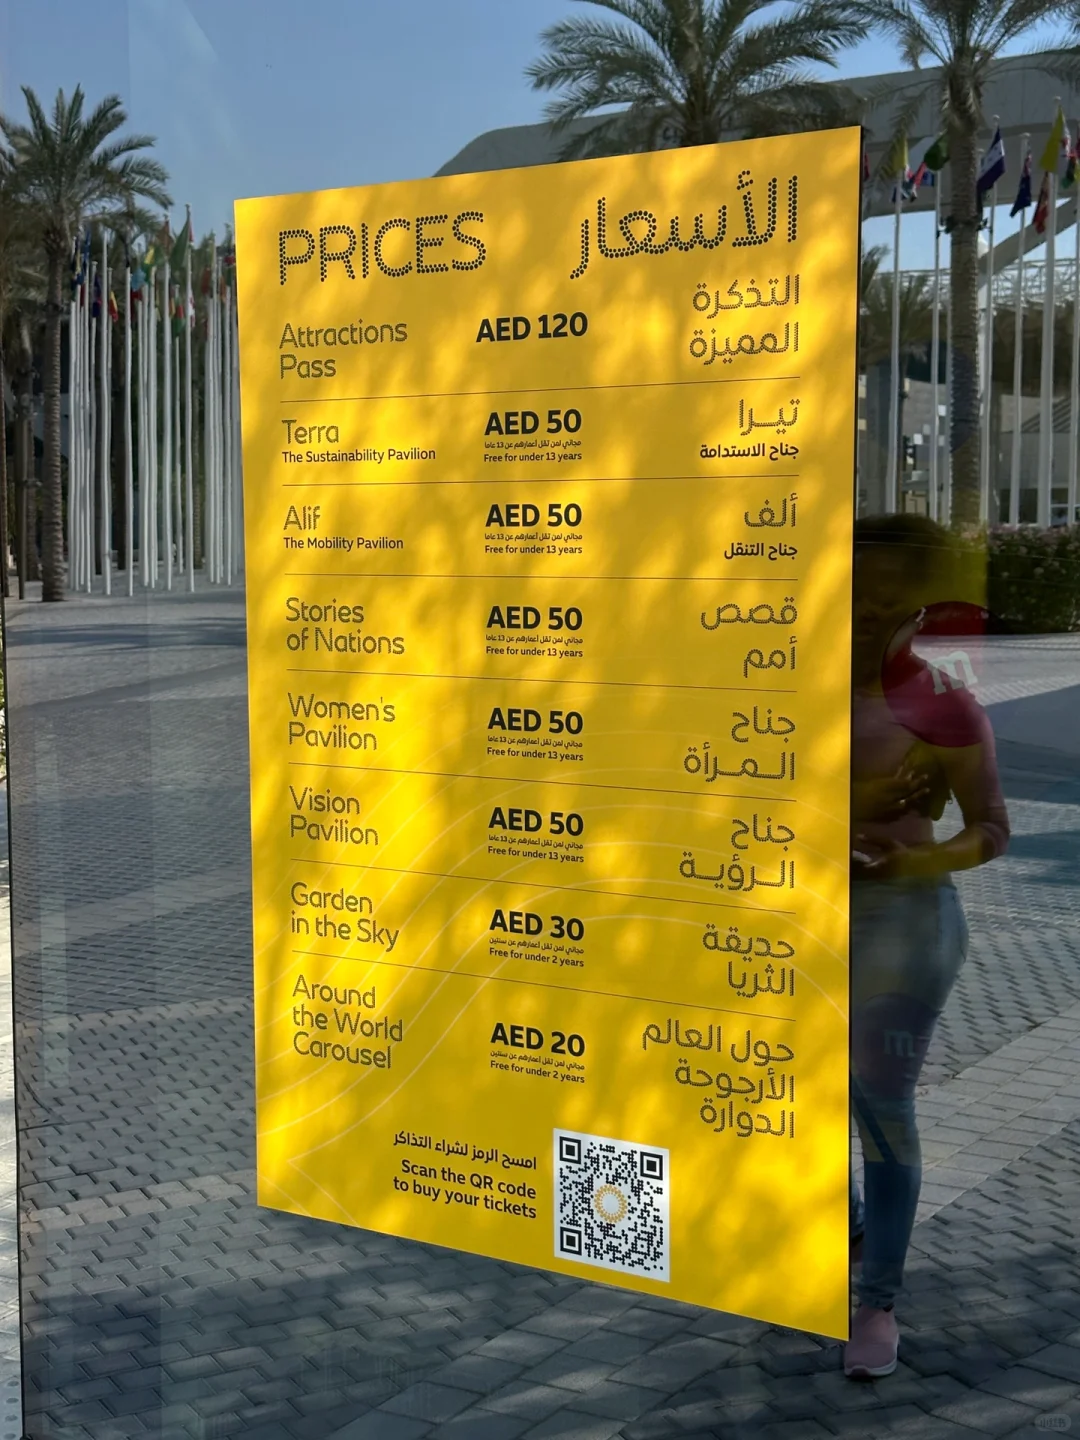 PRICES
الأسعار
Attractions
Pass
AED 120
التذكرة
المميزة
Terra
The Sustainability Pavilion
AED 50
مجاني لمن تقل أعمارهم عن 13 عاما
Free for under 13 years
تيرا
جناح الاستدامة
Alif
The Mobility Pavilion
AED 50
مجاني لمن تقل أعمارهم عن 13 عاما
Free for under 13 years
ألف
جناح التنقل
Stories
of Nations
AED 50
مجاني لمن تقل أعمارهم عن 13 عاما
Free for under 13 years
قصص
أمم
Women's
Pavilion
AED 50
مجاني لمن تقل أعمارهم عن 13 عاما
Free for under 13 years
جناح
المرأة
Vision
Pavilion
AED 50
مجاني لمن تقل أعمارهم عن 13 عاما
Free for under 13 years
جناح
الرؤية
Garden
in the Sky
AED 30
مجاني لمن تقل أعمارهم عن سنتين
Free for under 2 years
حديقة
الثريا
Around
the World
Carousel
AED 20
مجاني لمن تقل أعمارهم عن سنتين
Free for under 2 years
حول العالم
الأرجوحة
الدوارة
امسح الرمز لشراء التذاكر
Scan the QR code
to buy your tickets
m
m